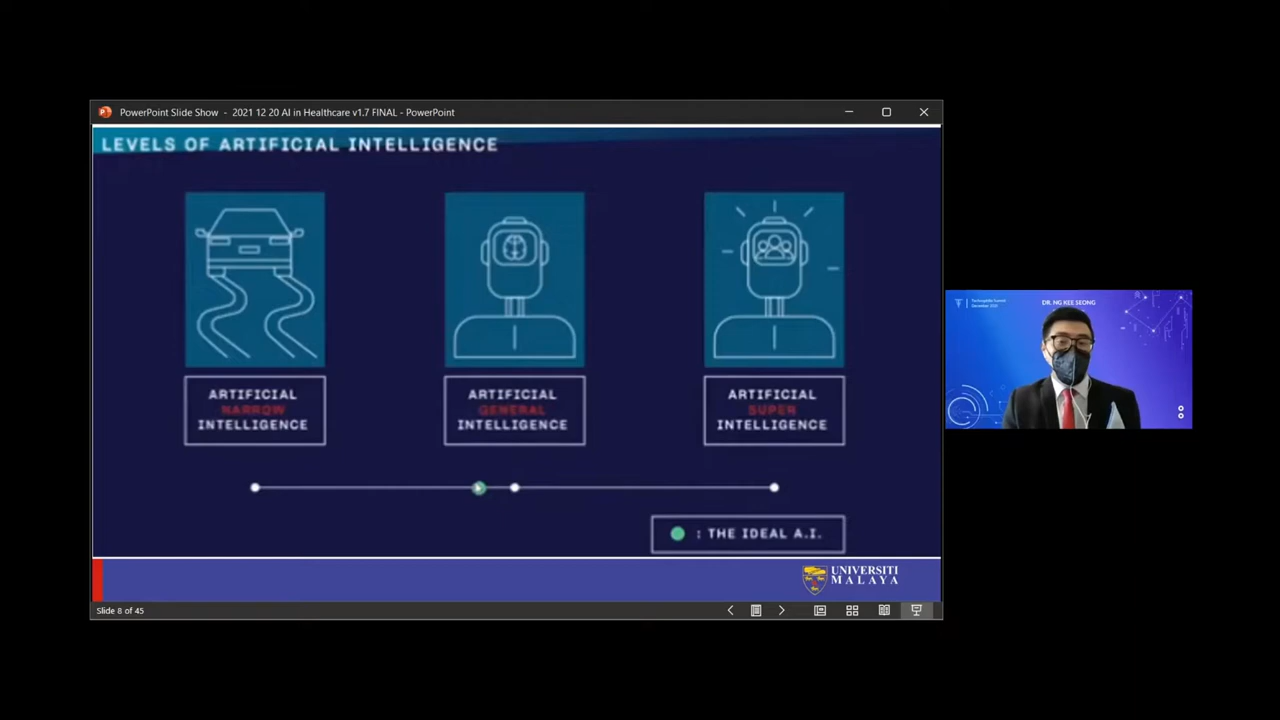 PowerPoint Slide Show - 2021 12 20 AI in Healthcare v1.7 FINAL - PowerPoint
LEVELS OF ARTIFICIAL INTELLIGENCE
ARTIFICIAL
NARROW
INTELLIGENCE
ARTIFICIAL
GENERAL
INTELLIGENCE
ARTIFICIAL
SUPER
INTELLIGENCE
: THE IDEAL A.I.
UNIVERSITI
MALAYA
Slide 8 of 45
DR. NG KEE SEONG